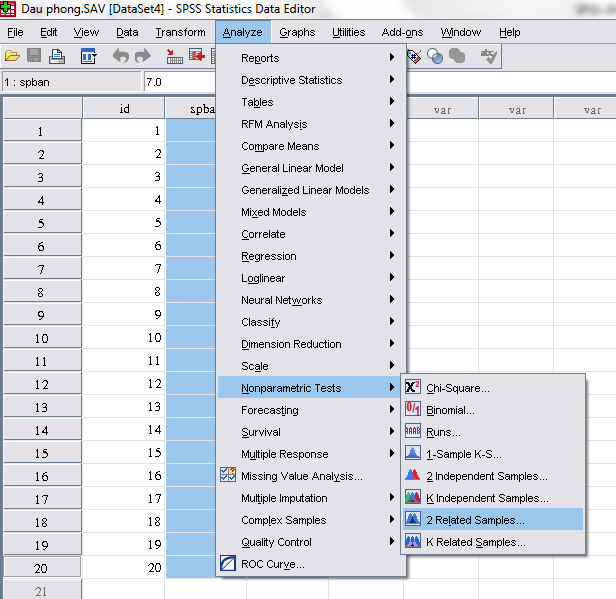 Dau phong.SAV [DataSet4] - SPSS Statistics Data Editor
File Edit View Data Transform Analyze Graphs Utilities Add-ons Window Help
1 : spban 7.0
id spba var var var
1 1
2 2
3 3
4 4
5 5
6 6
7 7
8 8
9 9
10 10
11 11
12 12
13 13
14 14
15 15
16 16
17 17
18 18
19 19
20 20
21
Reports
Descriptive Statistics
Tables
RFM Analysis
Compare Means
General Linear Model
Generalized Linear Models
Mixed Models
Correlate
Regression
Loglinear
Neural Networks
Classify
Dimension Reduction
Scale
Nonparametric Tests
Forecasting
Survival
Multiple Response
Missing Value Analysis...
Multiple Imputation
Complex Samples
Quality Control
ROC Curve...
Chi-Square...
Binomial...
Runs...
1-Sample K-S...
2 Independent Samples...
K Independent Samples...
2 Related Samples...
K Related Samples...